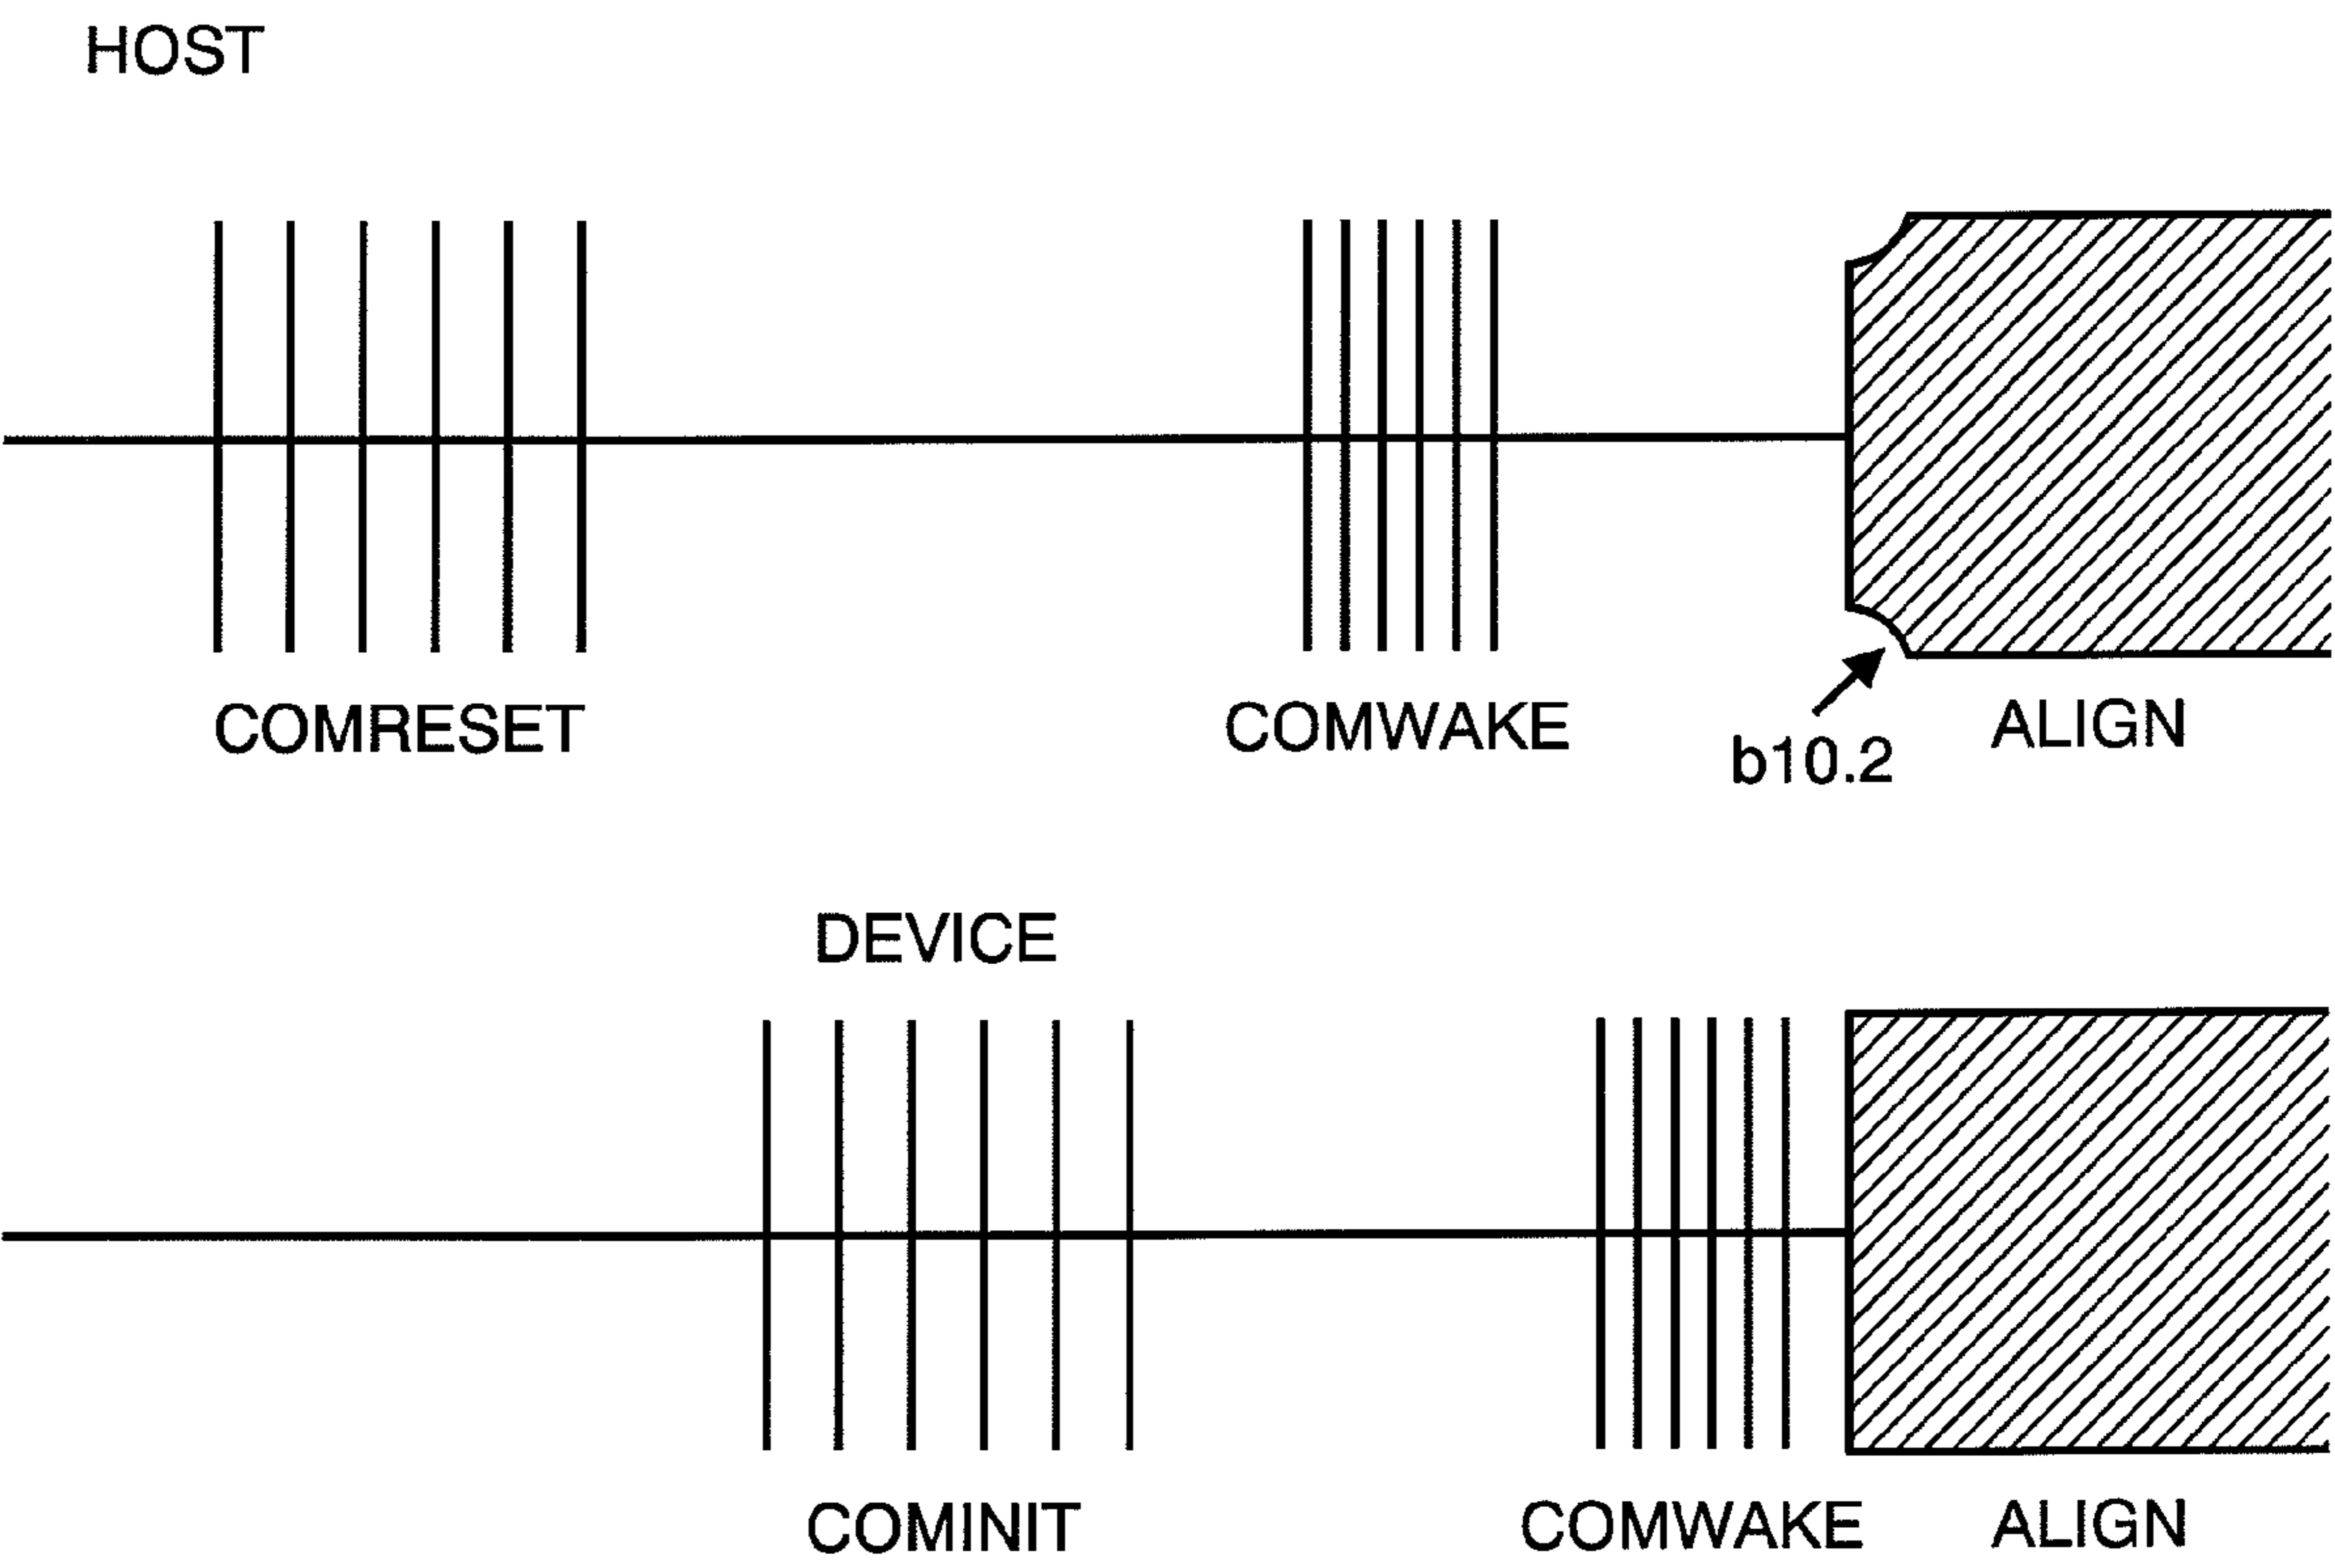 HOST
COMRESET
COMWAKE
b10.2
ALIGN
DEVICE
COMINIT
COMWAKE
ALIGN